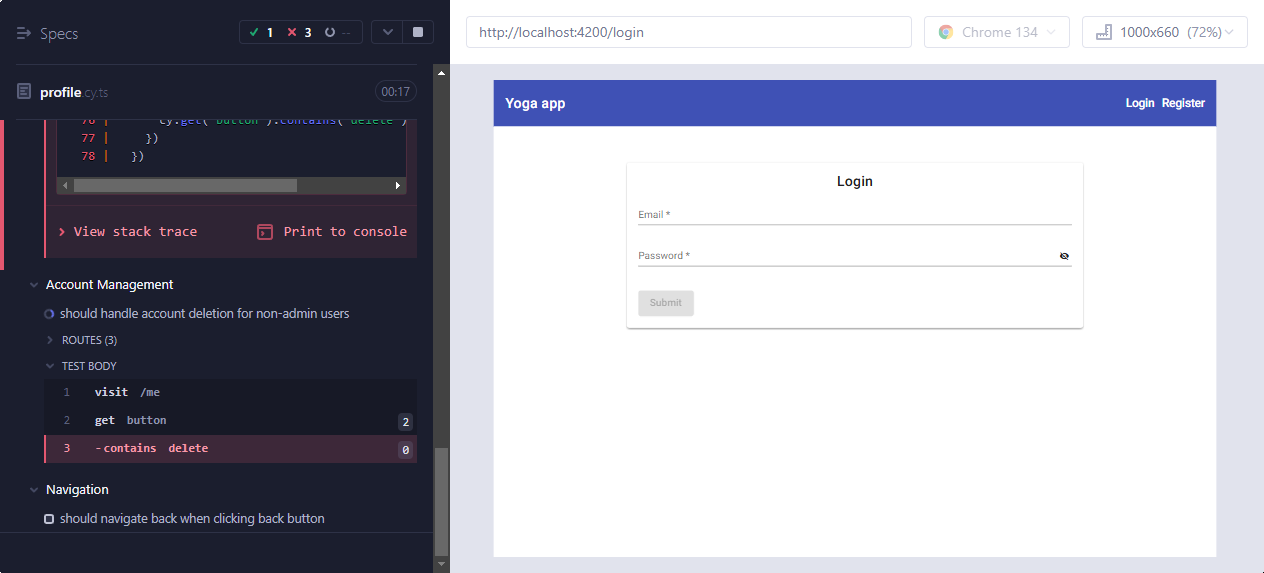 Specs
1
3
--
profile.cy.ts
00:17
76 | cy.get('button').contains('delete')
77 | })
78 | })
> View stack trace
Print to console
Account Management
should handle account deletion for non-admin users
ROUTES (3)
TEST BODY
1 visit /me
2 get button 2
3 -contains delete 0
Navigation
should navigate back when clicking back button
http://localhost:4200/login
Chrome 134
1000x660 (72%)
Yoga app
Login Register
Login
Email *
Password *
Submit